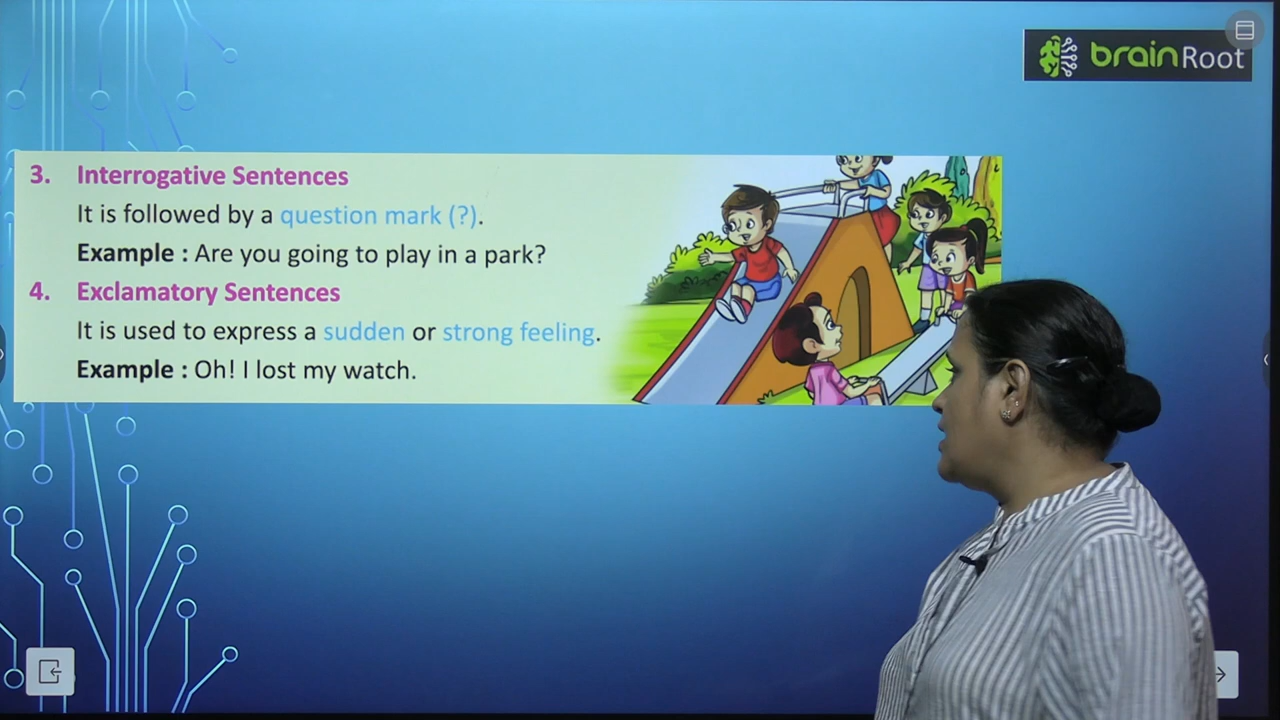 brainRoot
3. Interrogative Sentences
It is followed by a question mark (?).
Example : Are you going to play in a park?
4. Exclamatory Sentences
It is used to express a sudden or strong feeling.
Example : Oh! I lost my watch.